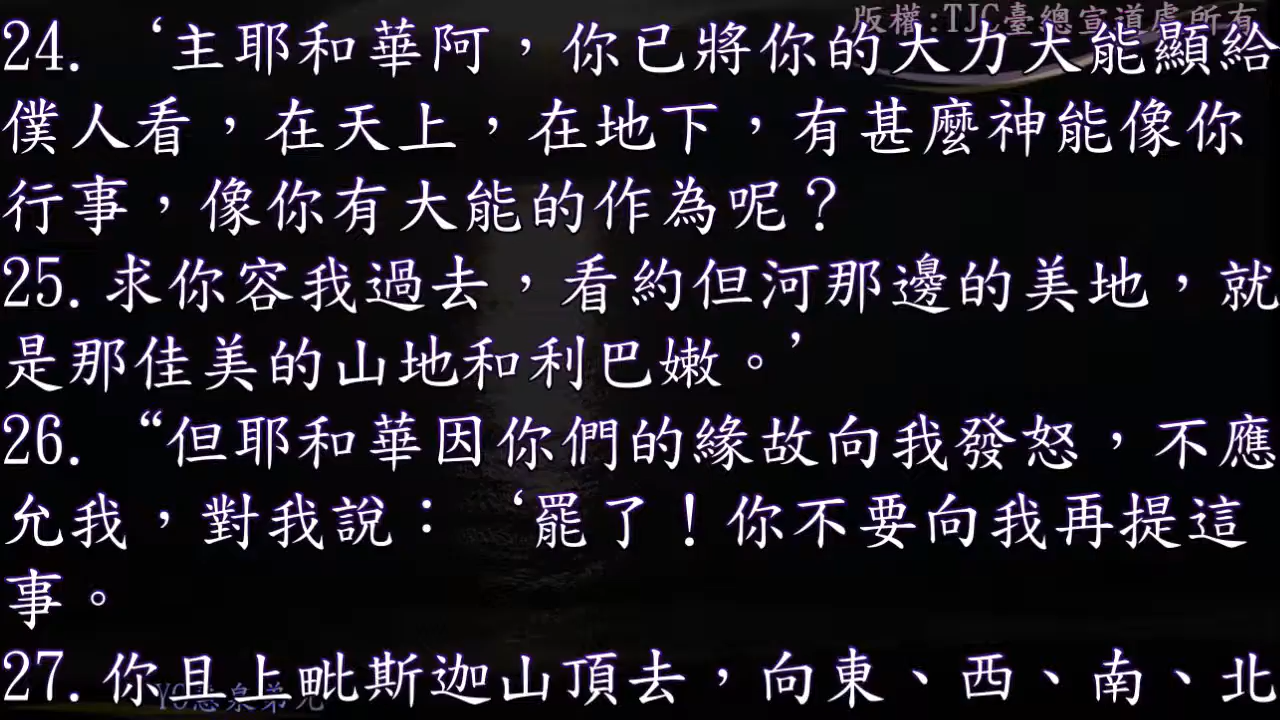 版權:TJC臺總宣道處所有
24. ‘主耶和華阿，你已將你的大力大能顯給
僕人看，在天上，在地下，有甚麼神能像你
行事，像你有大能的作為呢？
25.求你容我過去，看約但河那邊的美地，就
是那佳美的山地和利巴嫩。’
26. “但耶和華因你們的緣故向我發怒，不應
允我，對我說： ‘罷了！你不要向我再提這
事。
27.你且上毗斯迦山頂去，向東、西、南、北